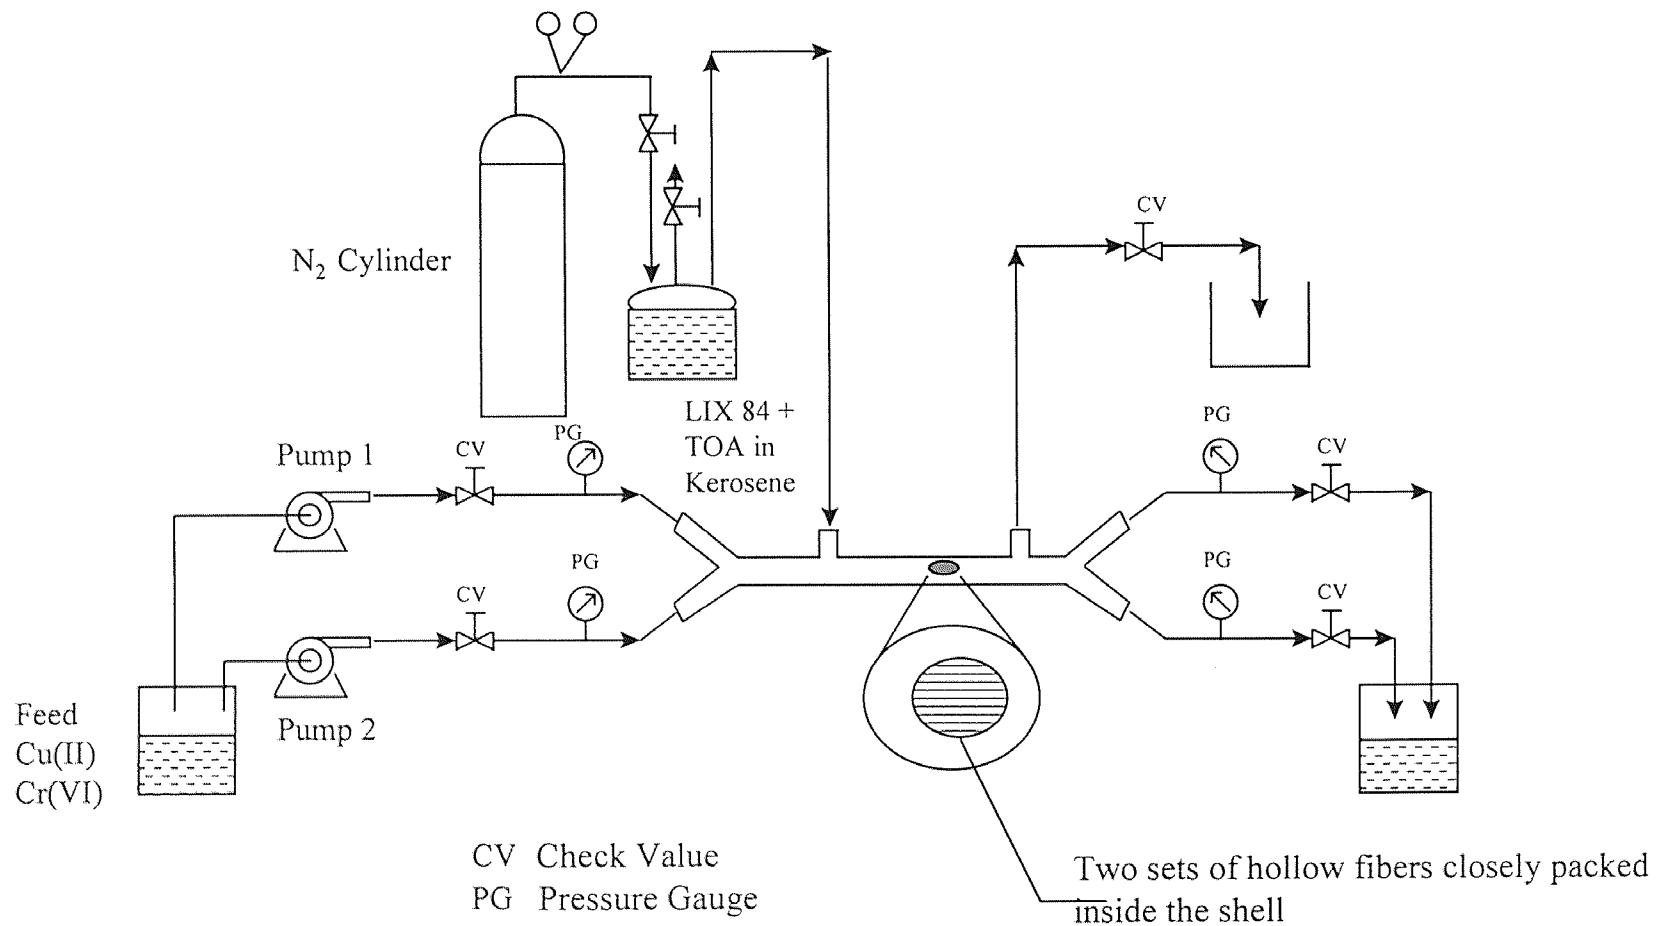 CV
N₂ Cylinder
LIX 84 +
TOA in
Kerosene
PG
PG
CV
CV
Pump 1
PG
PG
CV
CV
Feed
Cu(II)
Cr(VI)
Pump 2
CV Check Value
PG Pressure Gauge
Two sets of hollow fibers closely packed
inside the shell